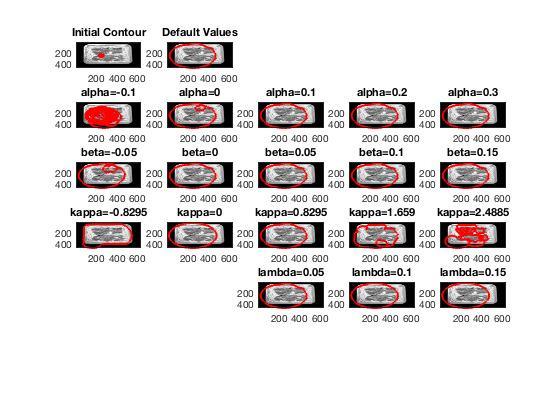 Initial Contour Default Values
200 200
400 400
200 400 600 200 400 600
alpha=-0.1 alpha=0 alpha=0.1 alpha=0.2 alpha=0.3
200 200 200 200 200
400 400 400 400 400
200 400 600 200 400 600 200 400 600 200 400 600 200 400 600
beta=-0.05 beta=0 beta=0.05 beta=0.1 beta=0.15
200 200 200 200 200
400 400 400 400 400
200 400 600 200 400 600 200 400 600 200 400 600 200 400 600
kappa=-0.8295 kappa=0 kappa=0.8295 kappa=1.659 kappa=2.4885
200 200 200 200 200
400 400 400 400 400
200 400 600 200 400 600 200 400 600 200 400 600 200 400 600
lambda=0.05 lambda=0.1 lambda=0.15
200 200 200
400 400 400
200 400 600 200 400 600 200 400 600